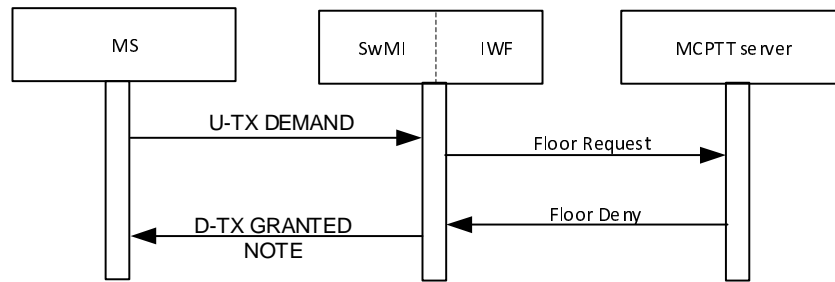 MS
SwMI
IWF
MCPTT server
U-TX DEMAND
Floor Request
Floor Deny
D-TX GRANTED
NOTE